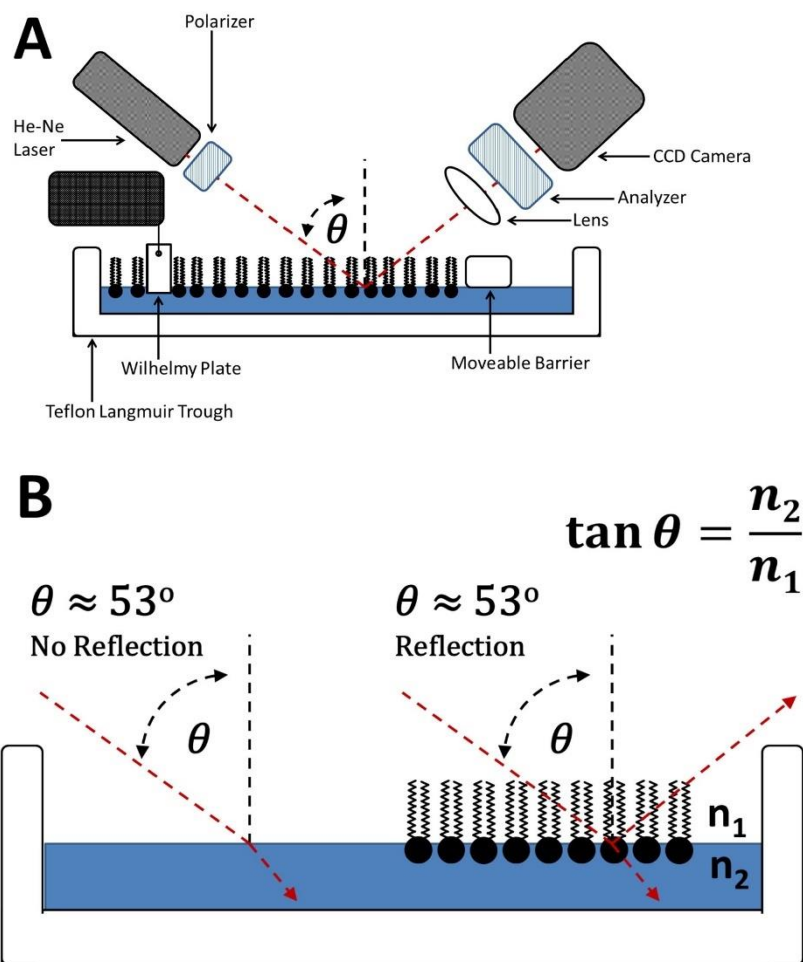 A
Polarizer
He-Ne
Laser
CCD Camera
Analyzer
Lens
θ
Wilhelmy Plate
Moveable Barrier
Teflon Langmuir Trough
B
tan θ = n₂/n₁
θ ≈ 53°
No Reflection
θ ≈ 53°
Reflection
θ
θ
n₁
n₂